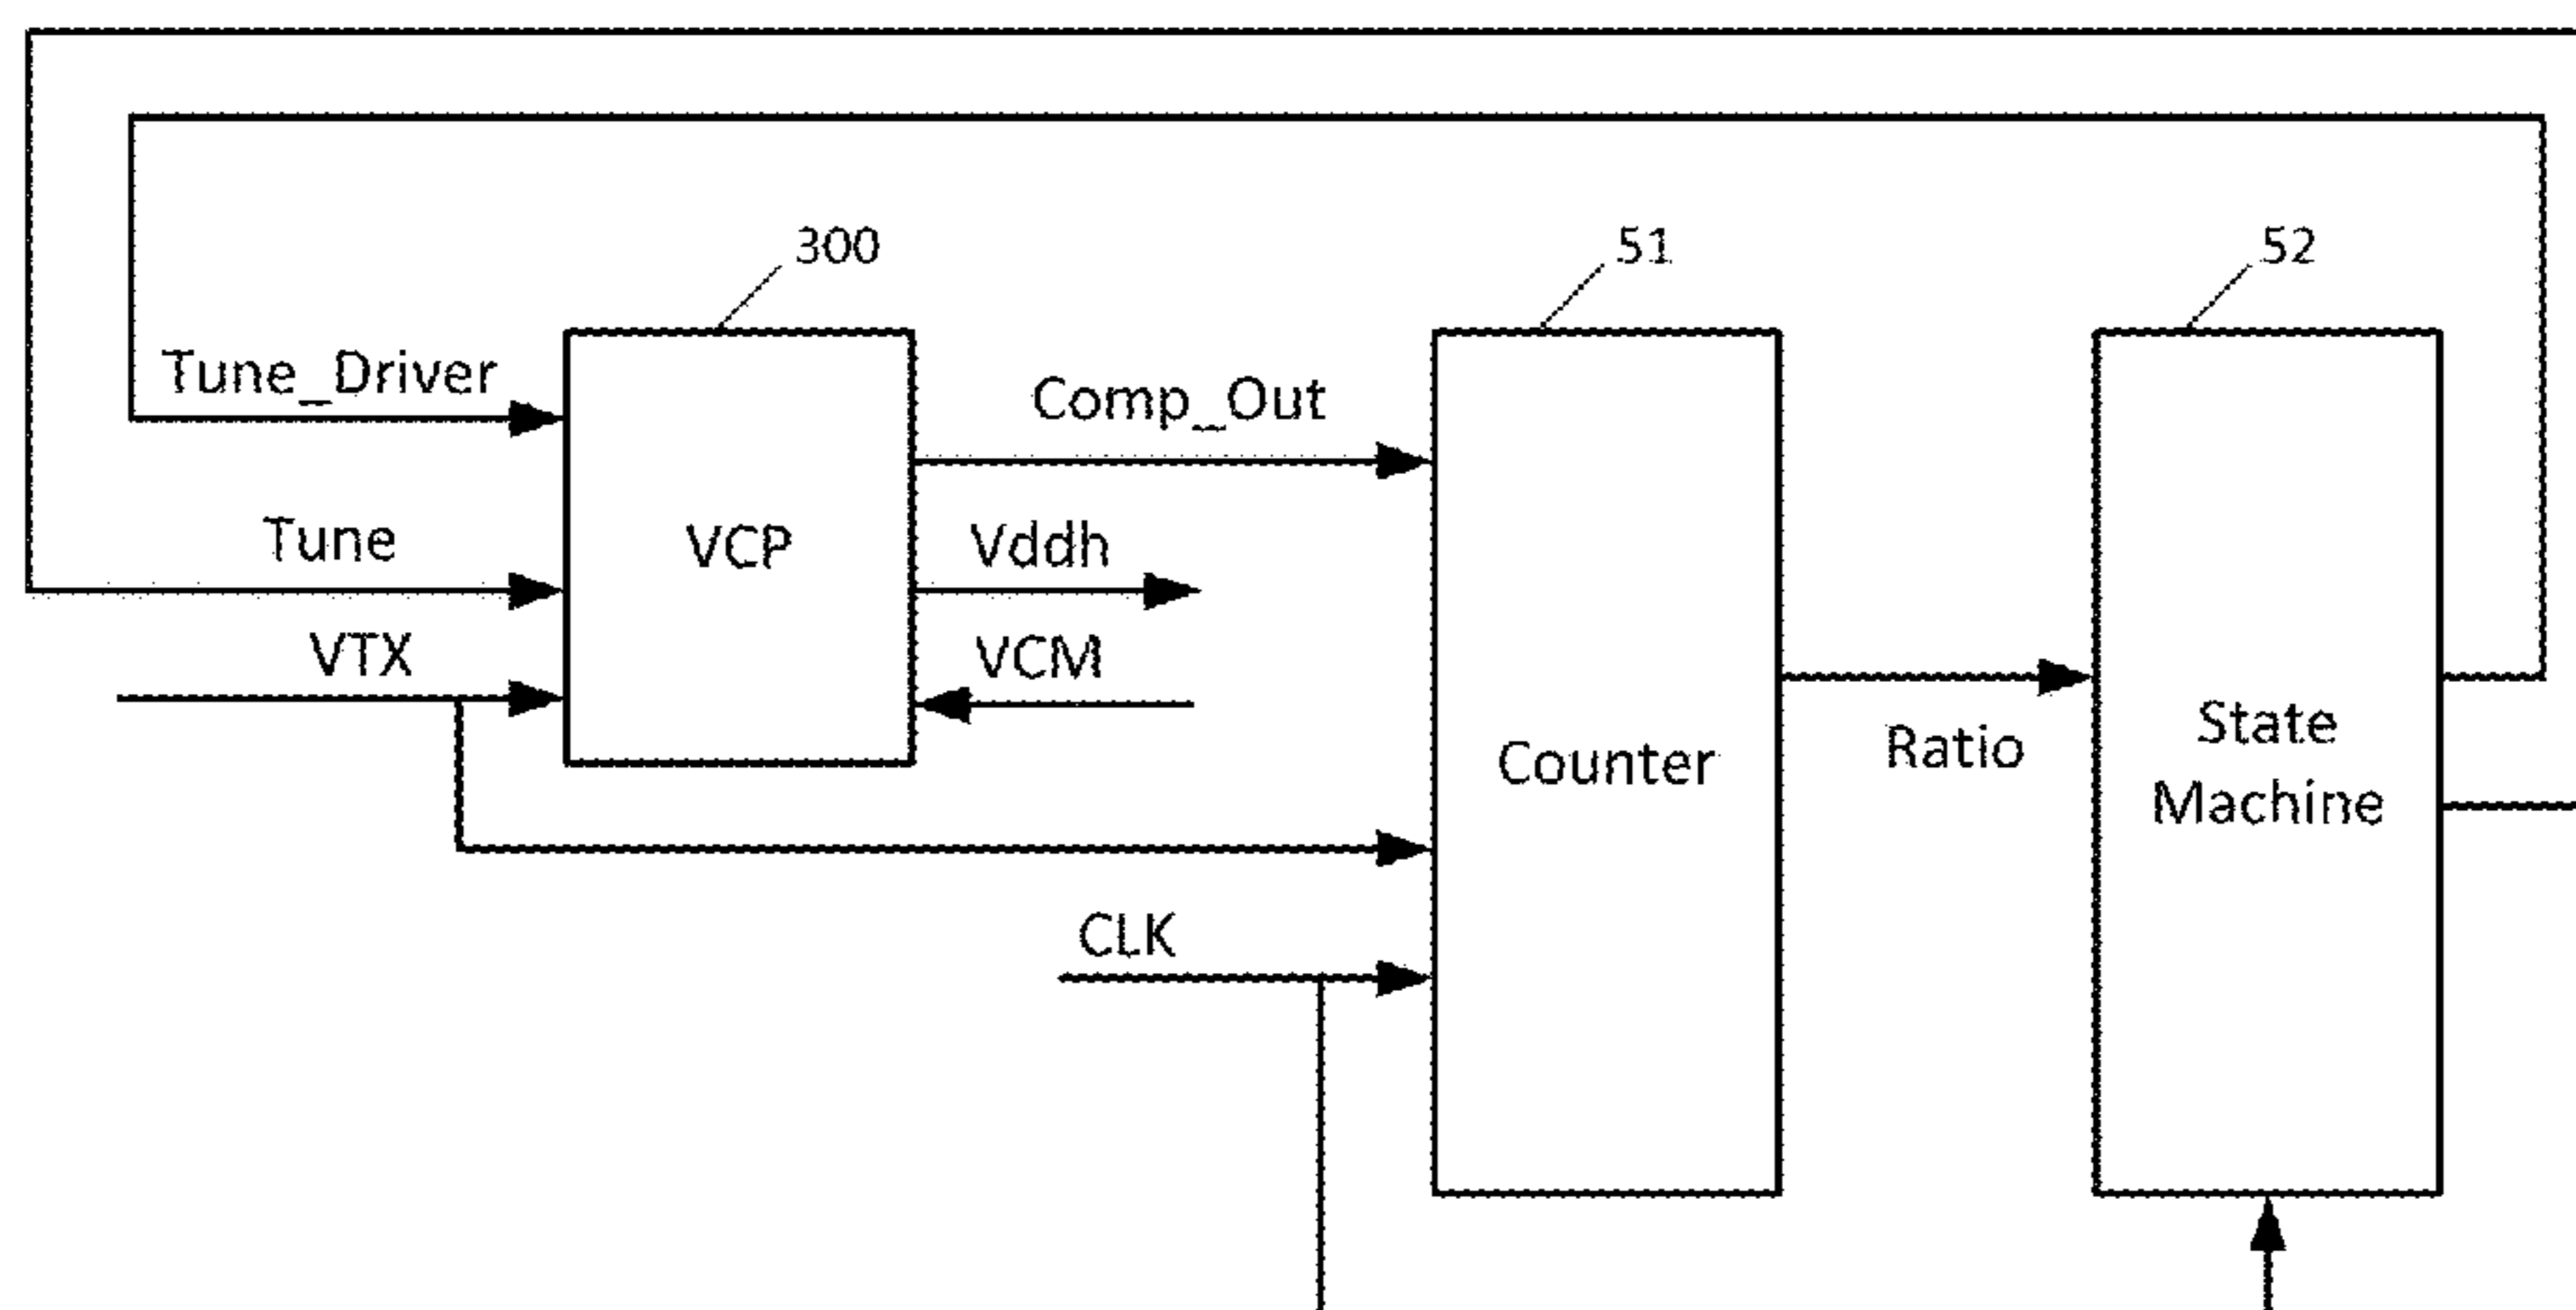 300
51
52
Tune_Driver
Comp_Out
Tune
VCP
Vddh
VTX
VCM
Ratio
State
Machine
Counter
CLK